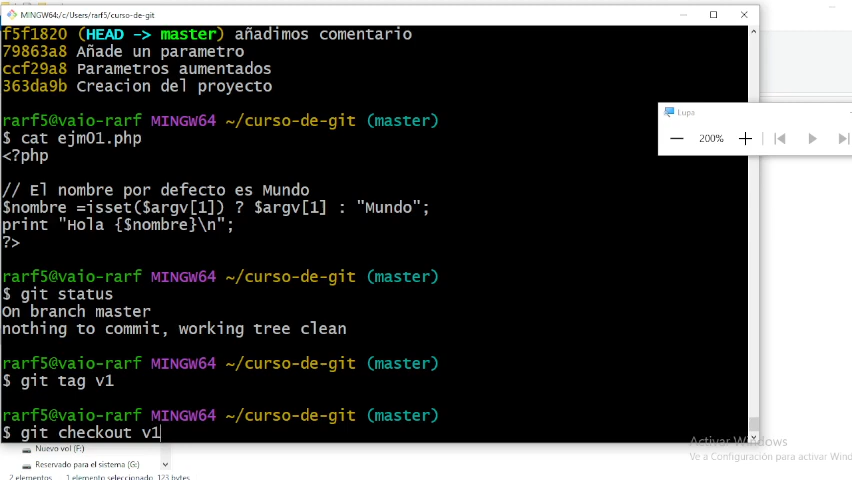 MINGW64:/c/Users/rarf5/curso-de-git
f5f1820 (HEAD -> master) añadimos comentario
79863a8 Añade un parametro
ccf29a8 Parametros aumentados
363da9b Creacion del proyecto
rarf5@vaio-rarf MINGW64 ~/curso-de-git (master)
$ cat ejm01.php
<?php
// El nombre por defecto es Mundo
$nombre =isset($argv[1]) ? $argv[1] : "Mundo";
print "Hola {$nombre}\n";
?>
rarf5@vaio-rarf MINGW64 ~/curso-de-git (master)
$ git status
On branch master
nothing to commit, working tree clean
rarf5@vaio-rarf MINGW64 ~/curso-de-git (master)
$ git tag v1
rarf5@vaio-rarf MINGW64 ~/curso-de-git (master)
$ git checkout v1
Lupa
200%
Activar Windows
Ve a Configuración para activar Wind
Nuevo vol (F:)
Reservado para el sistema (G:)
2 elementos 1 elemento seleccionado 123 bytes